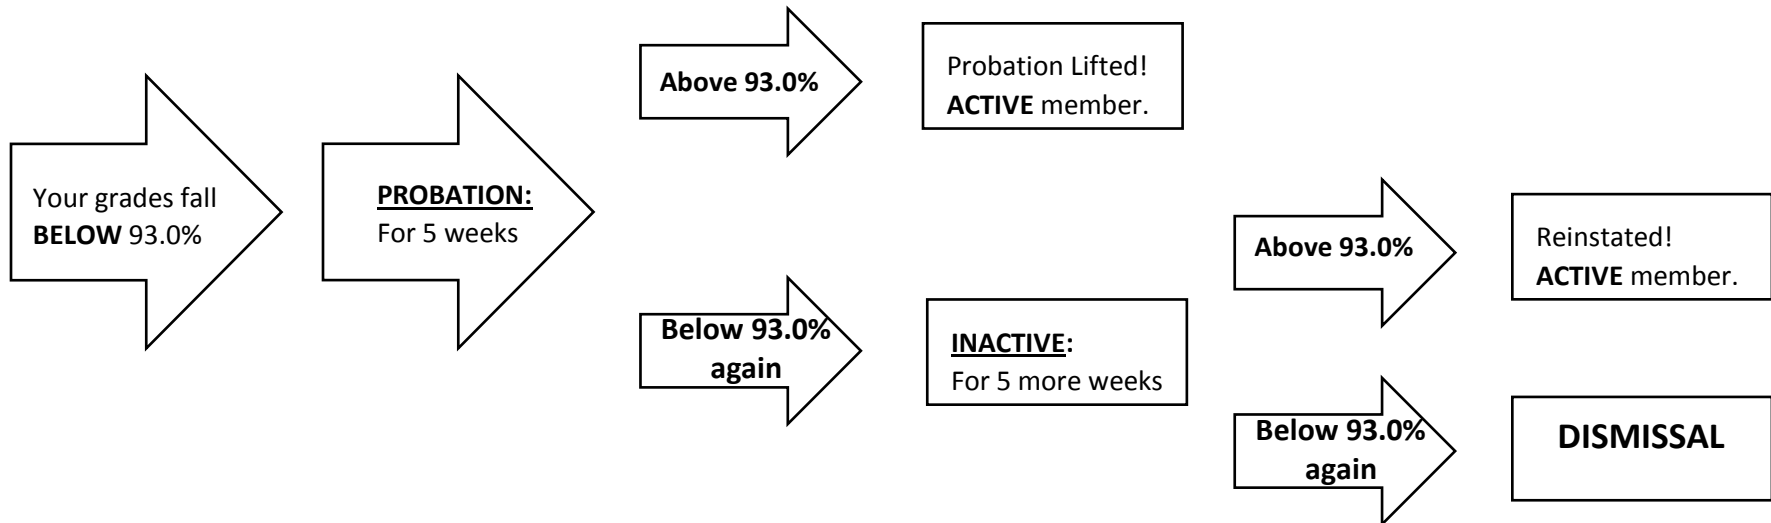 Your grades fall
BELOW 93.0%
PROBATION:
For 5 weeks
Above 93.0%
Probation Lifted!
ACTIVE member.
Below 93.0%
again
INACTIVE:
For 5 more weeks
Above 93.0%
Reinstated!
ACTIVE member.
Below 93.0%
again
DISMISSAL